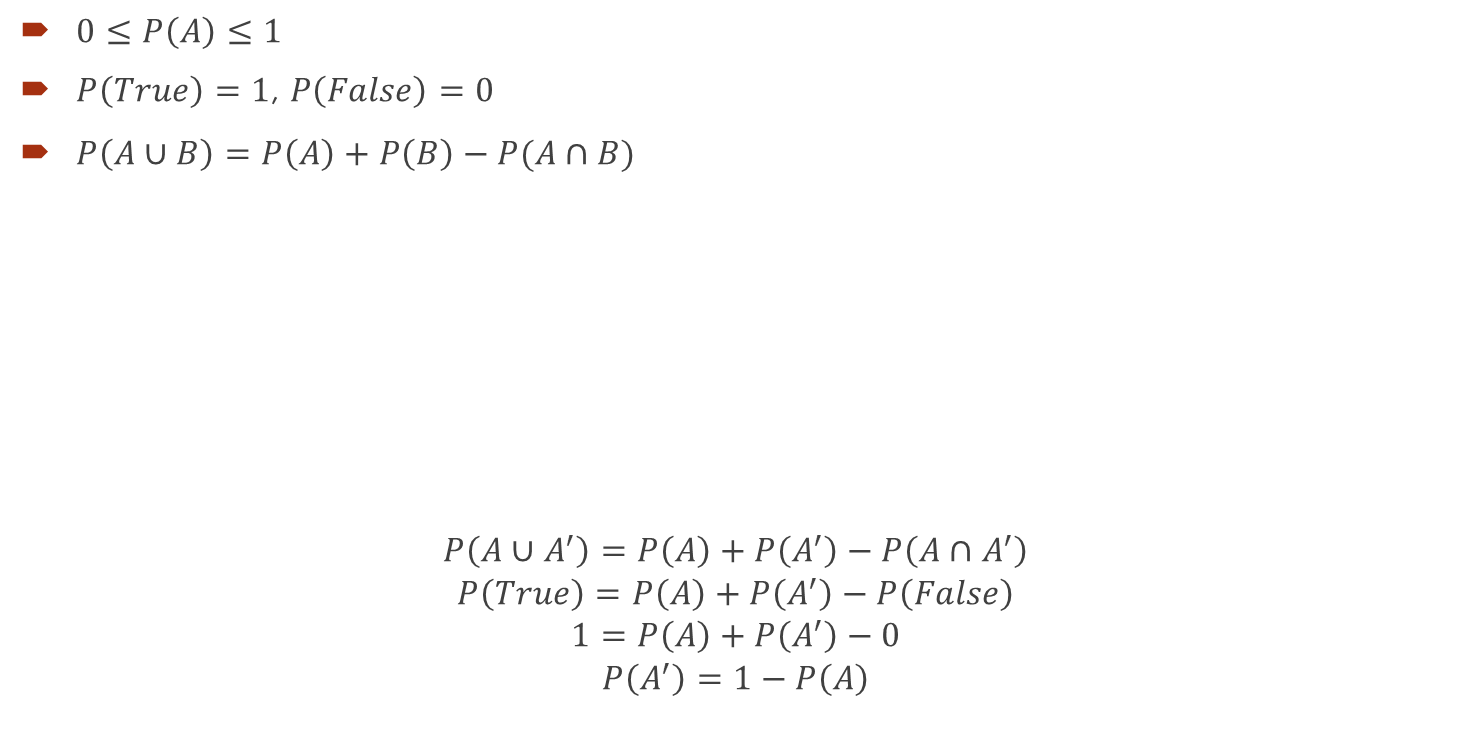 0 ≤ P(A) ≤ 1
P(True) = 1, P(False) = 0
P(A ∪ B) = P(A) + P(B) − P(A ∩ B)
P(A ∪ A′) = P(A) + P(A′) − P(A ∩ A′)
P(True) = P(A) + P(A′) − P(False)
1 = P(A) + P(A′) − 0
P(A′) = 1 − P(A)